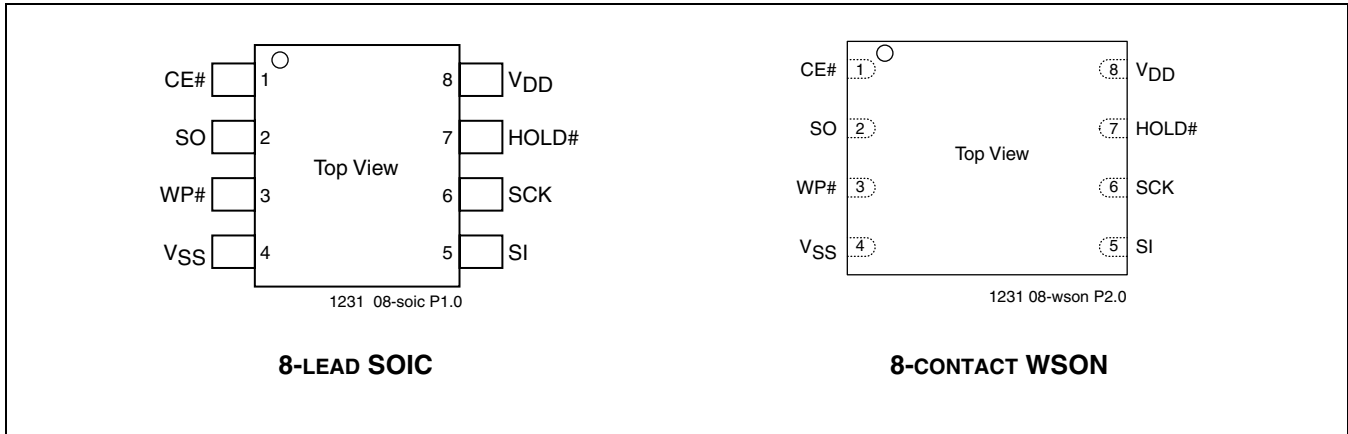 CE# 1 8 VDD
SO 2 7 HOLD#
Top View
WP# 3 6 SCK
VSS 4 5 SI
1231 08-soic P1.0
8-LEAD SOIC
CE# 1 8 VDD
SO 2 7 HOLD#
Top View
WP# 3 6 SCK
VSS 4 5 SI
1231 08-wson P2.0
8-CONTACT WSON